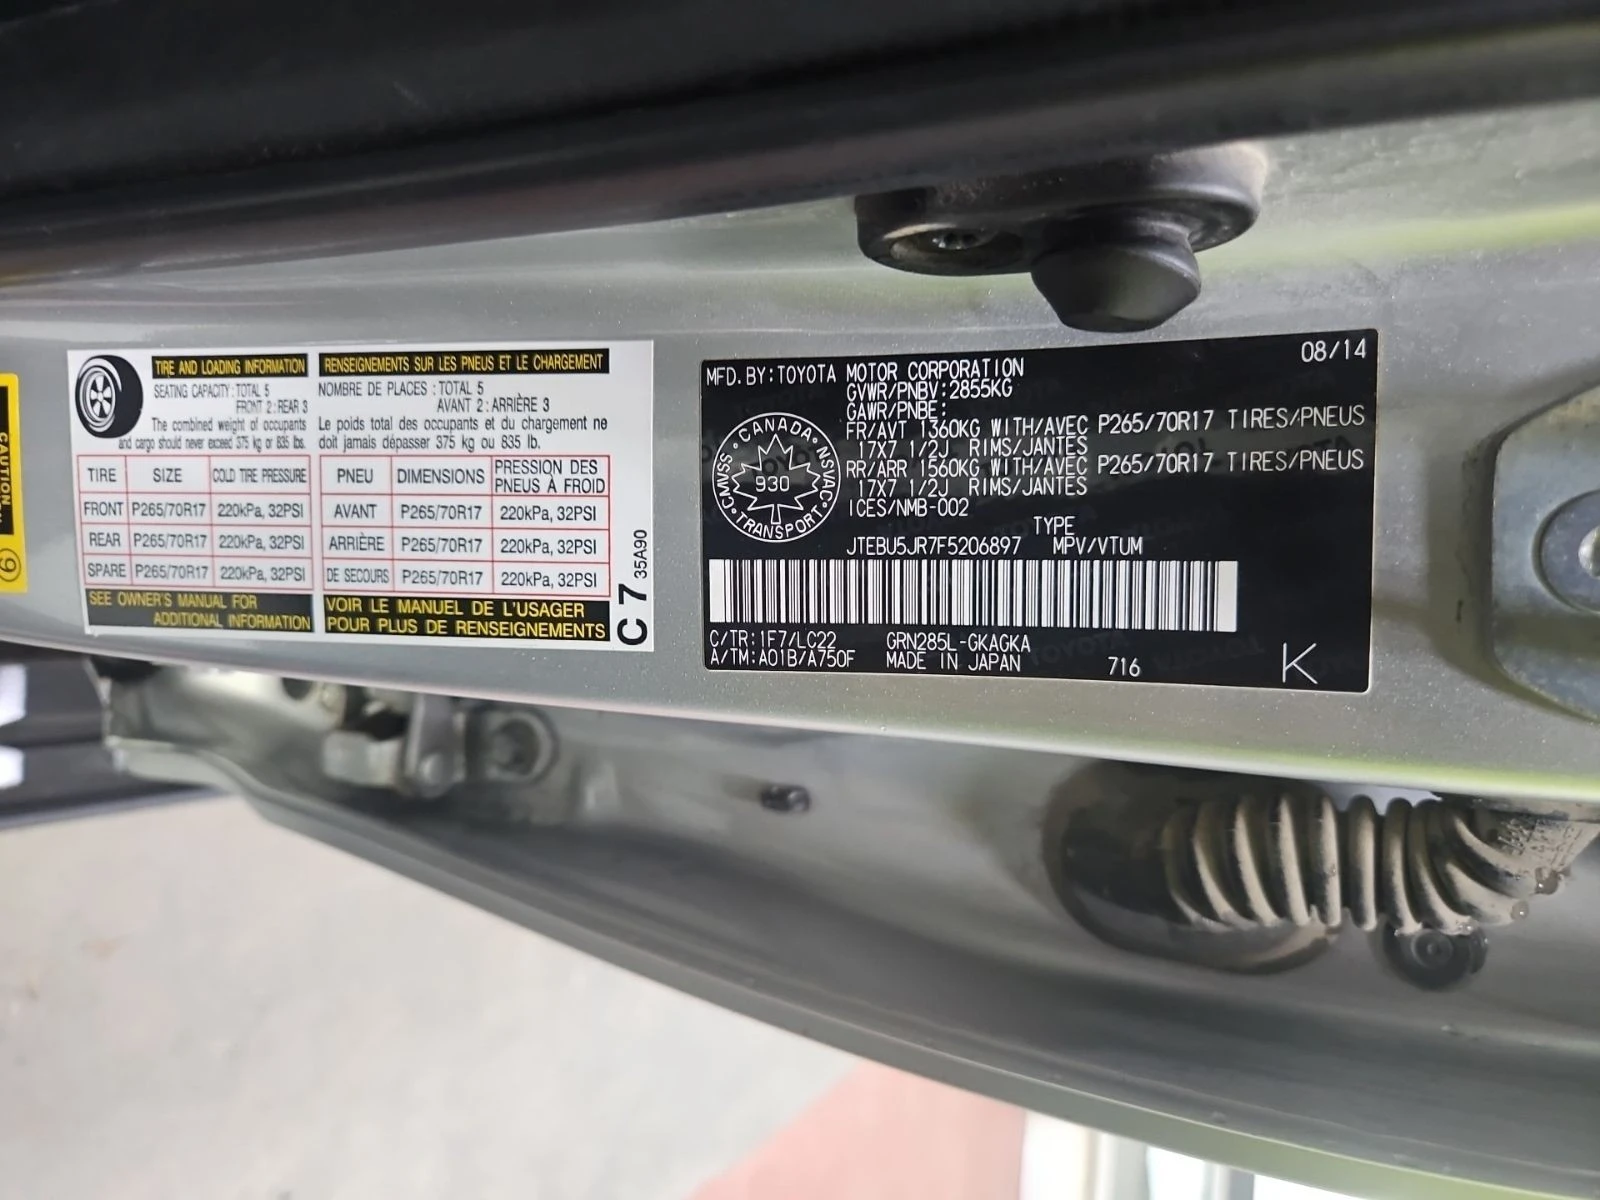 CAUTION
TIRE AND LOADING INFORMATION
SEATING CAPACITY : TOTAL 5
FRONT 2 : REAR 3
The combined weight of occupants
and cargo should never exceed 375 kg or 835 lbs.
TIRE SIZE COLD TIRE PRESSURE
FRONT P265/70R17 220kPa, 32PSI
REAR P265/70R17 220kPa, 32PSI
SPARE P265/70R17 220kPa, 32PSI
SEE OWNER'S MANUAL FOR
ADDITIONAL INFORMATION
RENSEIGNEMENTS SUR LES PNEUS ET LE CHARGEMENT
NOMBRE DE PLACES : TOTAL 5
AVANT 2 : ARRIÈRE 3
Le poids total des occupants et du chargement ne
doit jamais dépasser 375 kg ou 835 lb.
PNEU DIMENSIONS PRESSION DES
PNEUS À FROID
AVANT P265/70R17 220kPa, 32PSI
ARRIÈRE P265/70R17 220kPa, 32PSI
DE SECOURS P265/70R17 220kPa, 32PSI
VOIR LE MANUEL DE L'USAGER
POUR PLUS DE RENSEIGNEMENTS
C7 35A90
08/14
MFD.BY:TOYOTA MOTOR CORPORATION
GVWR/PNBV:2855KG
GAWR/PNBE:
FR/AVT 1360KG WITH/AVEC P265/70R17 TIRES/PNEUS
17X7 1/2J RIMS/JANTES
RR/ARR 1560KG WITH/AVEC P265/70R17 TIRES/PNEUS
17X7 1/2J RIMS/JANTES
ICES/NMB-002
CANADA
CMVSS 930 NSVAC
TRANSPORT
TYPE
JTEBU5JR7F5206897 MPV/VTUM
C/TR:1F7/LC22 GRN285L-GKAGKA
A/TM:A01B/A750F MADE IN JAPAN 716 K